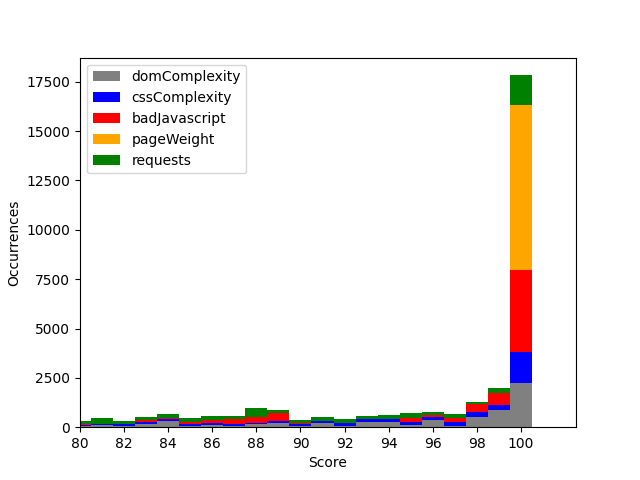 17500
15000
12500
10000
7500
5000
2500
0
Occurrences
domComplexity
cssComplexity
badJavascript
pageWeight
requests
80 82 84 86 88 90 92 94 96 98 100
Score